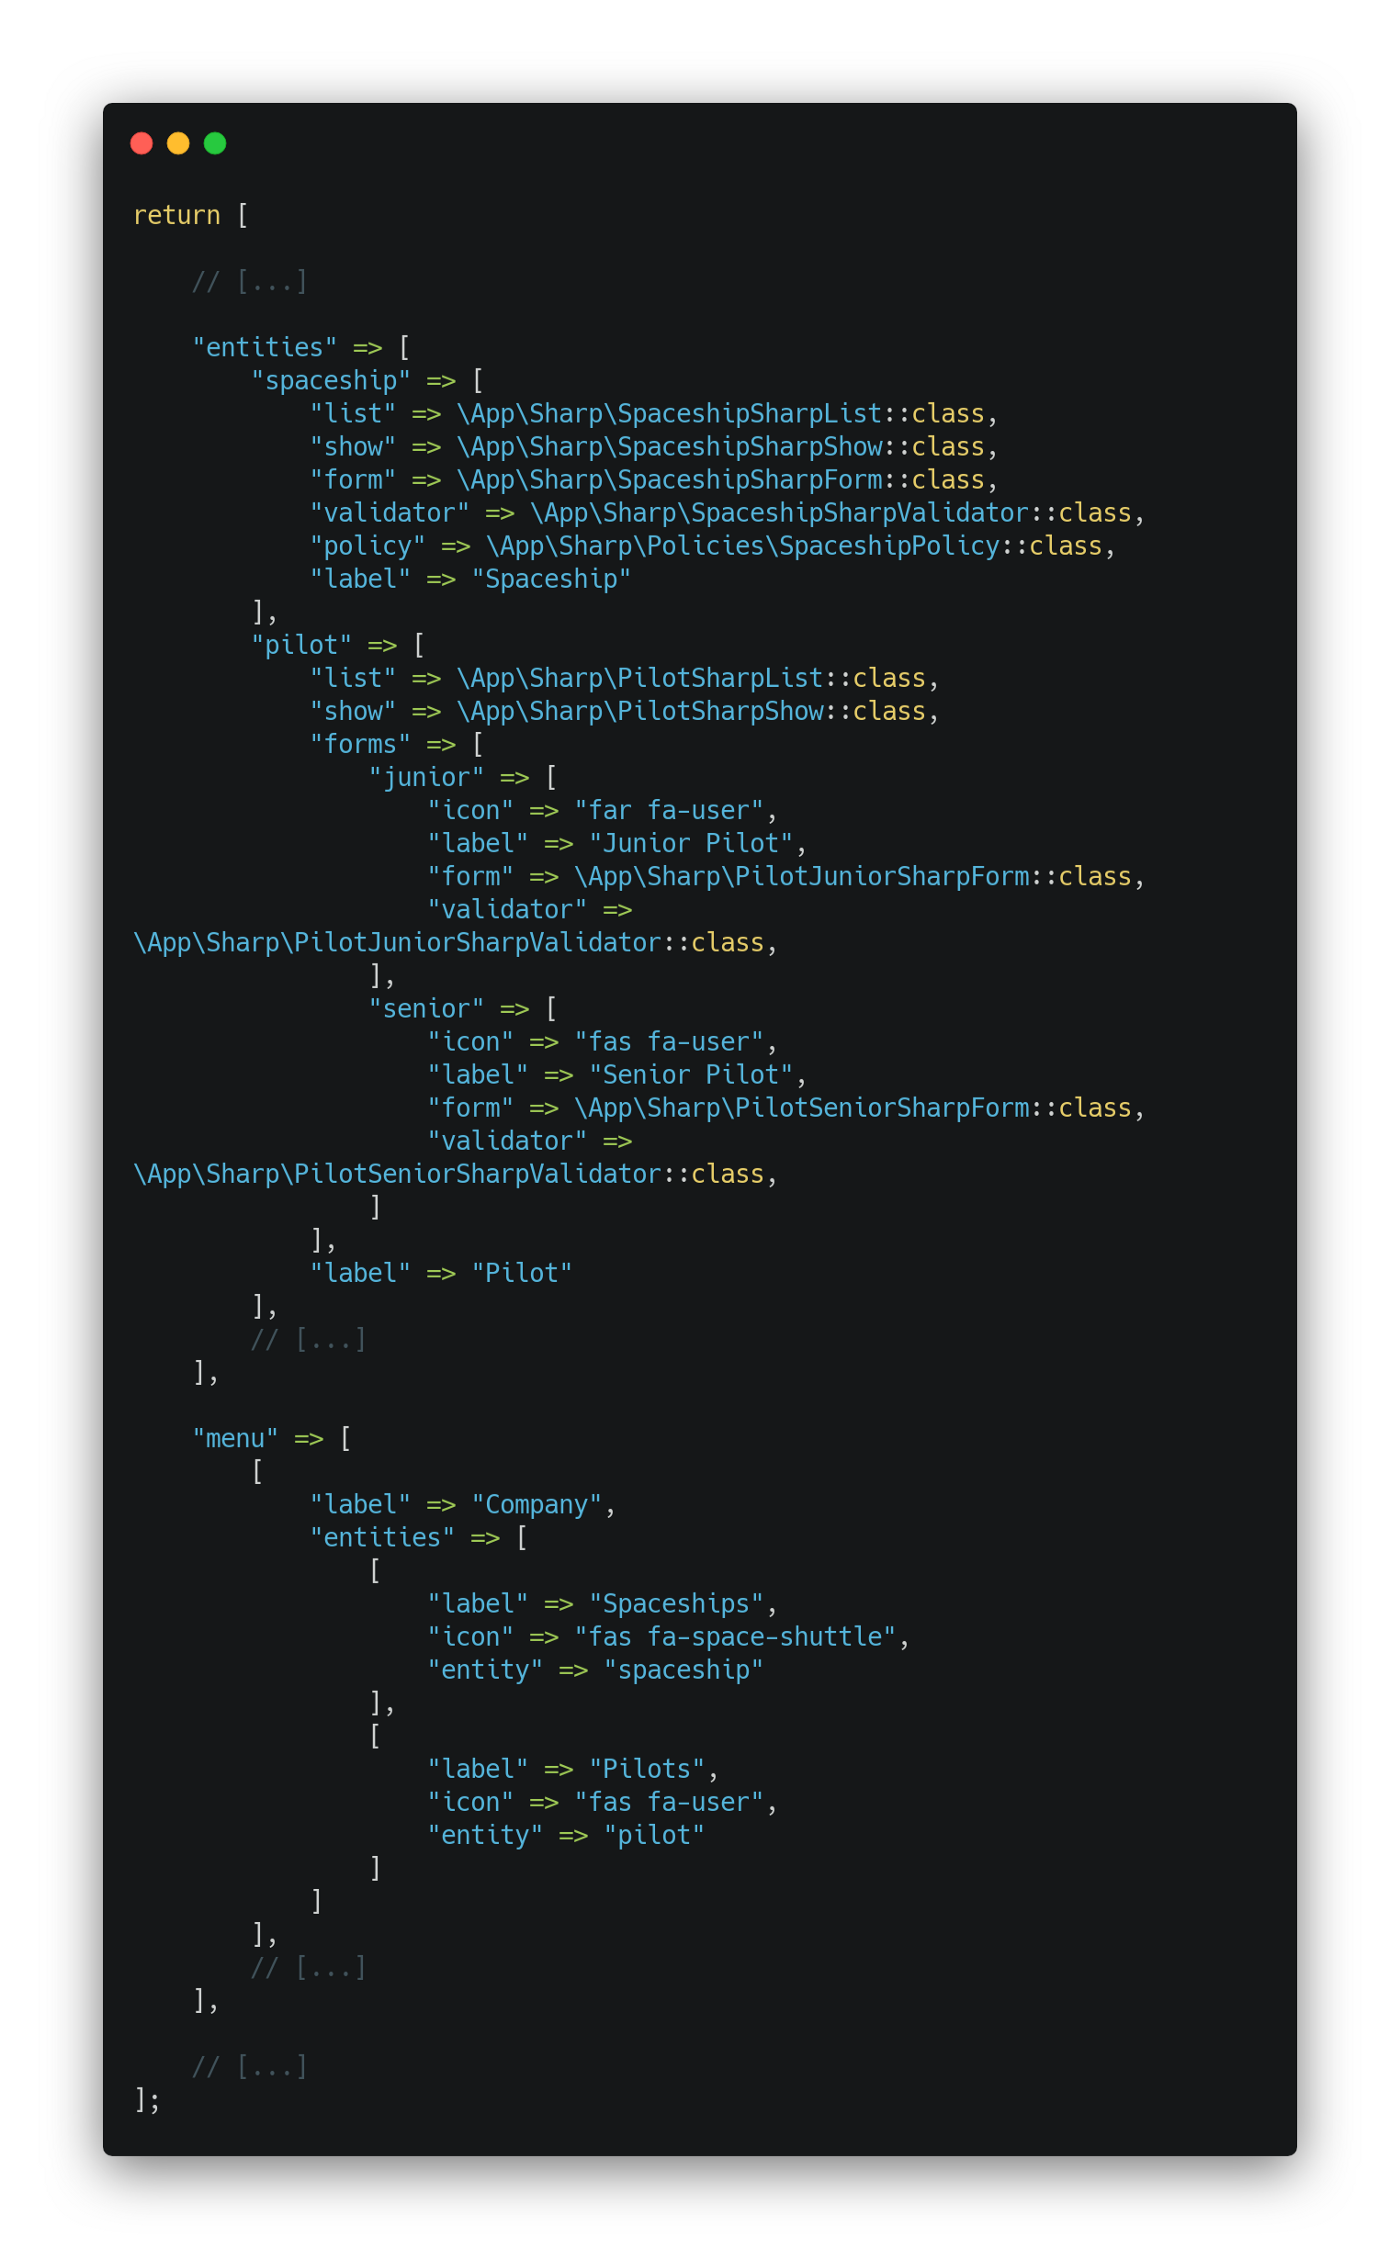 return [
    // [...]
    "entities" => [
        "spaceship" => [
            "list" => \App\Sharp\SpaceshipSharpList::class,
            "show" => \App\Sharp\SpaceshipSharpShow::class,
            "form" => \App\Sharp\SpaceshipSharpForm::class,
            "validator" => \App\Sharp\SpaceshipSharpValidator::class,
            "policy" => \App\Sharp\Policies\SpaceshipPolicy::class,
            "label" => "Spaceship"
        ],
        "pilot" => [
            "list" => \App\Sharp\PilotSharpList::class,
            "show" => \App\Sharp\PilotSharpShow::class,
            "forms" => [
                "junior" => [
                    "icon" => "far fa-user",
                    "label" => "Junior Pilot",
                    "form" => \App\Sharp\PilotJuniorSharpForm::class,
                    "validator" =>
\App\Sharp\PilotJuniorSharpValidator::class,
                ],
                "senior" => [
                    "icon" => "fas fa-user",
                    "label" => "Senior Pilot",
                    "form" => \App\Sharp\PilotSeniorSharpForm::class,
                    "validator" =>
\App\Sharp\PilotSeniorSharpValidator::class,
                ]
            ],
            "label" => "Pilot"
        ],
        // [...]
    ],
    "menu" => [
        [
            "label" => "Company",
            "entities" => [
                [
                    "label" => "Spaceships",
                    "icon" => "fas fa-space-shuttle",
                    "entity" => "spaceship"
                ],
                [
                    "label" => "Pilots",
                    "icon" => "fas fa-user",
                    "entity" => "pilot"
                ]
            ]
        ],
        // [...]
    ],
    // [...]
];